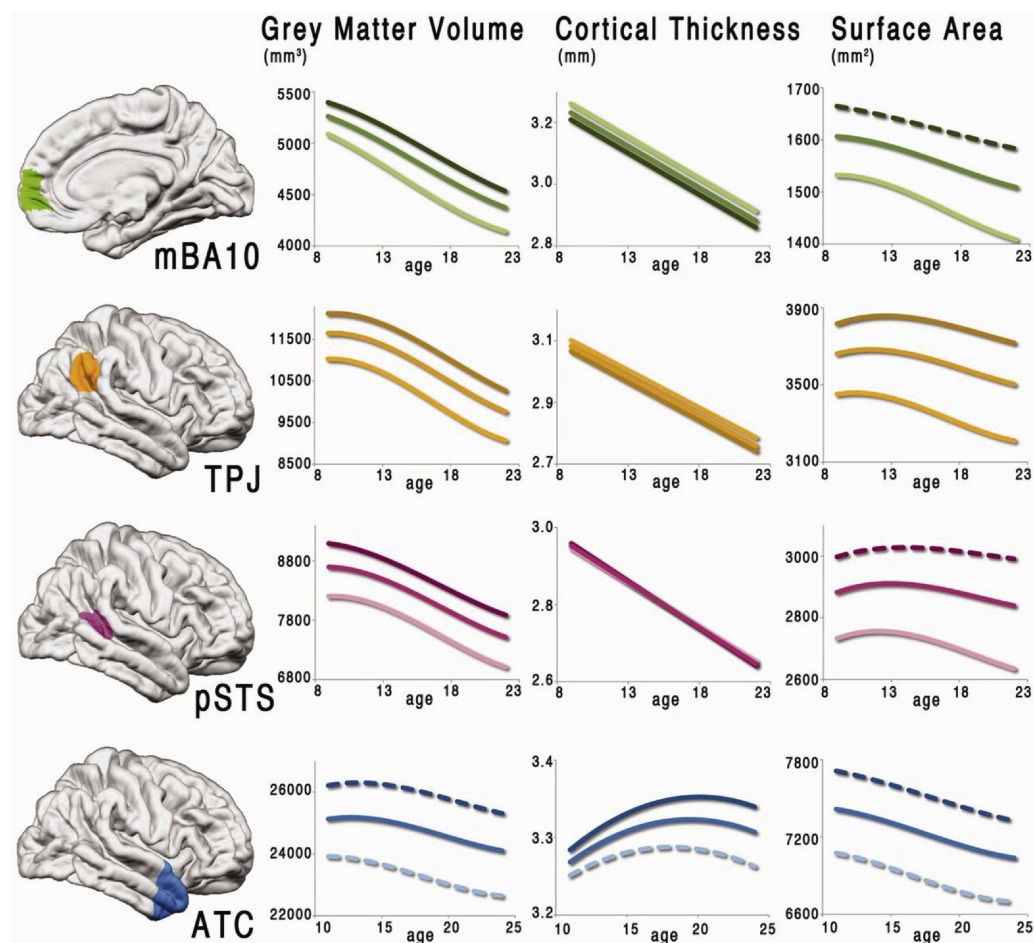 Grey Matter Volume Cortical Thickness Surface Area
(mm³) (mm) (mm²)
mBA10
5500
5000
4500
4000
8 13 18 23
age
3.2
3.0
2.8
8 13 18 23
age
1700
1600
1500
1400
8 13 18 23
age
TPJ
11500
10500
9500
8500
8 13 18 23
age
3.1
2.9
2.7
8 13 18 23
age
3900
3500
3100
8 13 18 23
age
pSTS
8800
7800
6800
8 13 18 23
age
3.0
2.8
2.6
8 13 18 23
age
3000
2800
2600
8 13 18 23
age
ATC
26000
24000
22000
10 15 20 25
age
3.4
3.3
3.2
10 15 20 25
age
7800
7200
6600
10 15 20 25
age